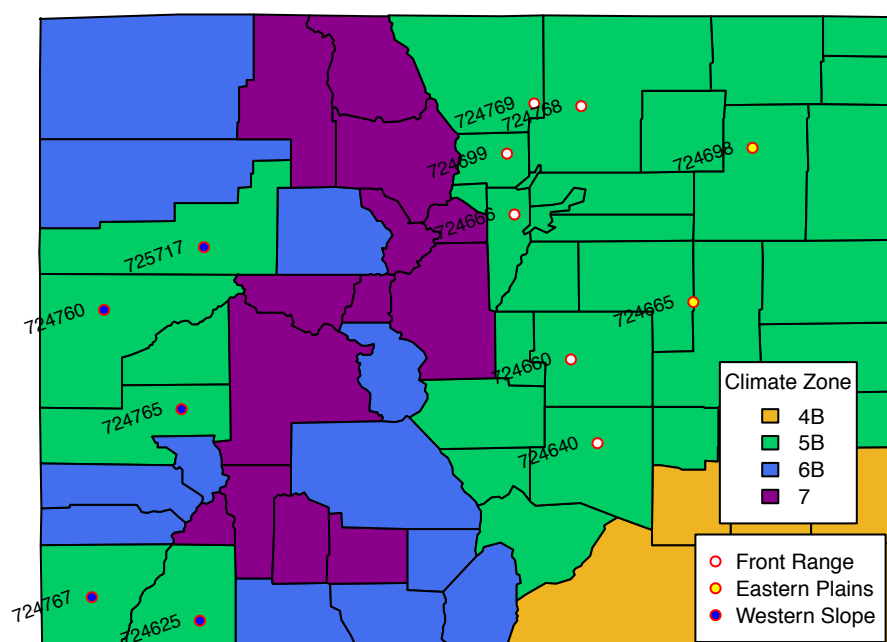 724769
724768
724699
724698
724666
725717
724760
724665
724660
724765
724640
724767
724625
Climate Zone
4B
5B
6B
7
Front Range
Eastern Plains
Western Slope